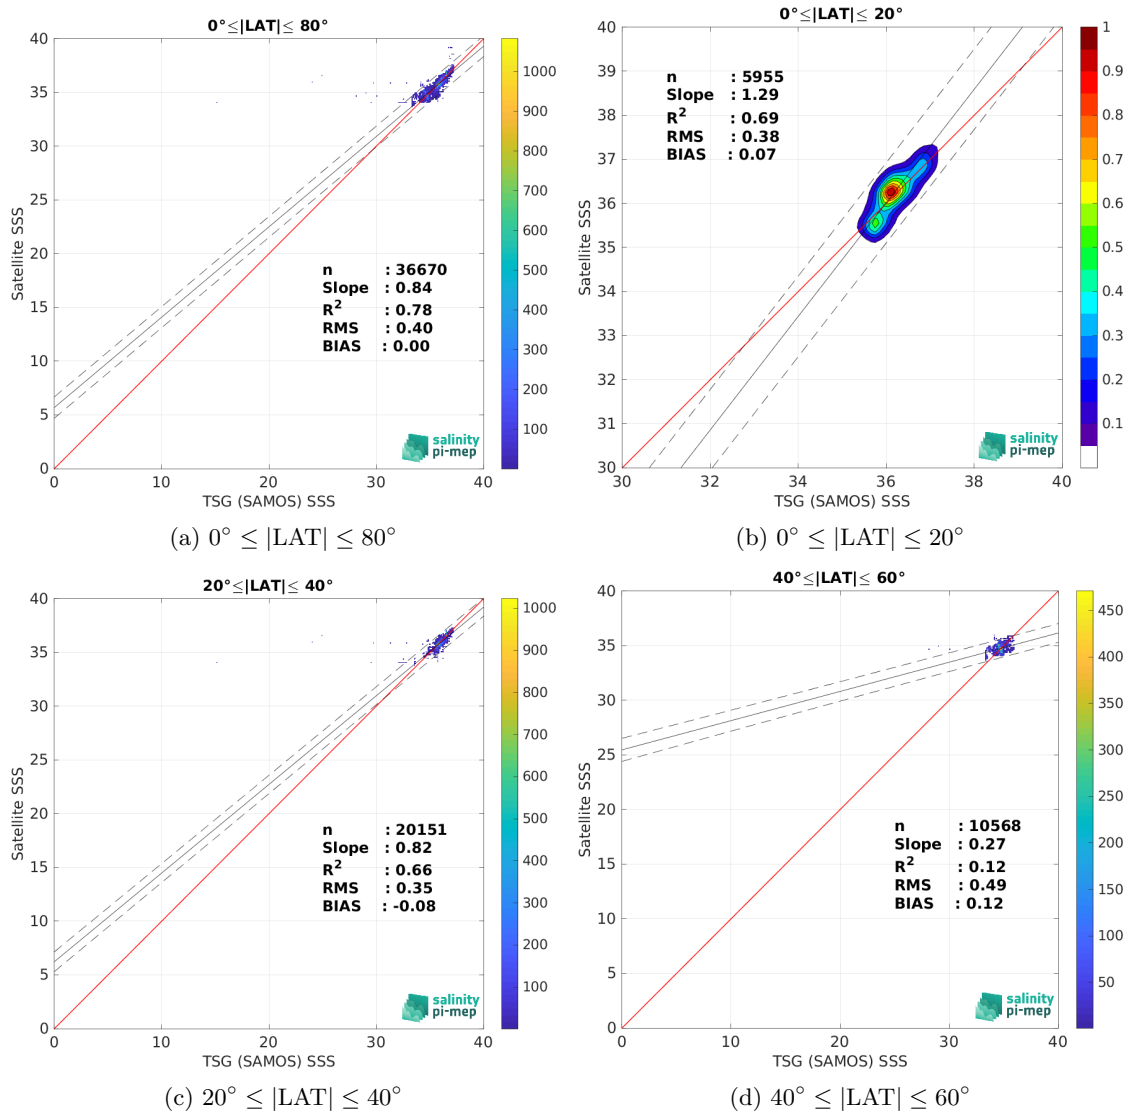 0°≤|LAT|≤ 80°
40
35
30
25
20
15
10
5
0
Satellite SSS
n : 36670
Slope : 0.84
R² : 0.78
RMS : 0.40
BIAS : 0.00
salinity
pi-mep
0 10 20 30 40
TSG (SAMOS) SSS
1000
900
800
700
600
500
400
300
200
100
(a) 0° ≤ |LAT| ≤ 80°
0°≤|LAT|≤ 20°
40
39
38
37
36
35
34
33
32
31
30
Satellite SSS
n : 5955
Slope : 1.29
R² : 0.69
RMS : 0.38
BIAS : 0.07
salinity
pi-mep
30 32 34 36 38 40
TSG (SAMOS) SSS
1
0.9
0.8
0.7
0.6
0.5
0.4
0.3
0.2
0.1
(b) 0° ≤ |LAT| ≤ 20°
20°≤|LAT|≤ 40°
40
35
30
25
20
15
10
5
0
Satellite SSS
n : 20151
Slope : 0.82
R² : 0.66
RMS : 0.35
BIAS : -0.08
salinity
pi-mep
0 10 20 30 40
TSG (SAMOS) SSS
1000
900
800
700
600
500
400
300
200
100
(c) 20° ≤ |LAT| ≤ 40°
40°≤|LAT|≤ 60°
40
35
30
25
20
15
10
5
0
Satellite SSS
n : 10568
Slope : 0.27
R² : 0.12
RMS : 0.49
BIAS : 0.12
salinity
pi-mep
0 10 20 30 40
TSG (SAMOS) SSS
450
400
350
300
250
200
150
100
50
(d) 40° ≤ |LAT| ≤ 60°